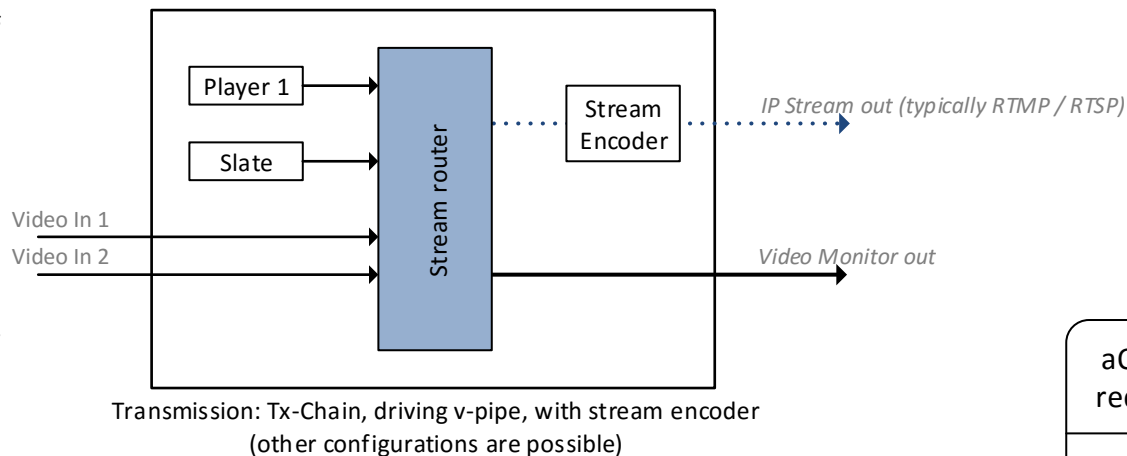 Player 1
Slate
Stream router
Stream
Encoder
IP Stream out (typically RTMP / RTSP)
Video In 1
Video In 2
Video Monitor out
Transmission: Tx-Chain, driving v-pipe, with stream encoder
(other configurations are possible)